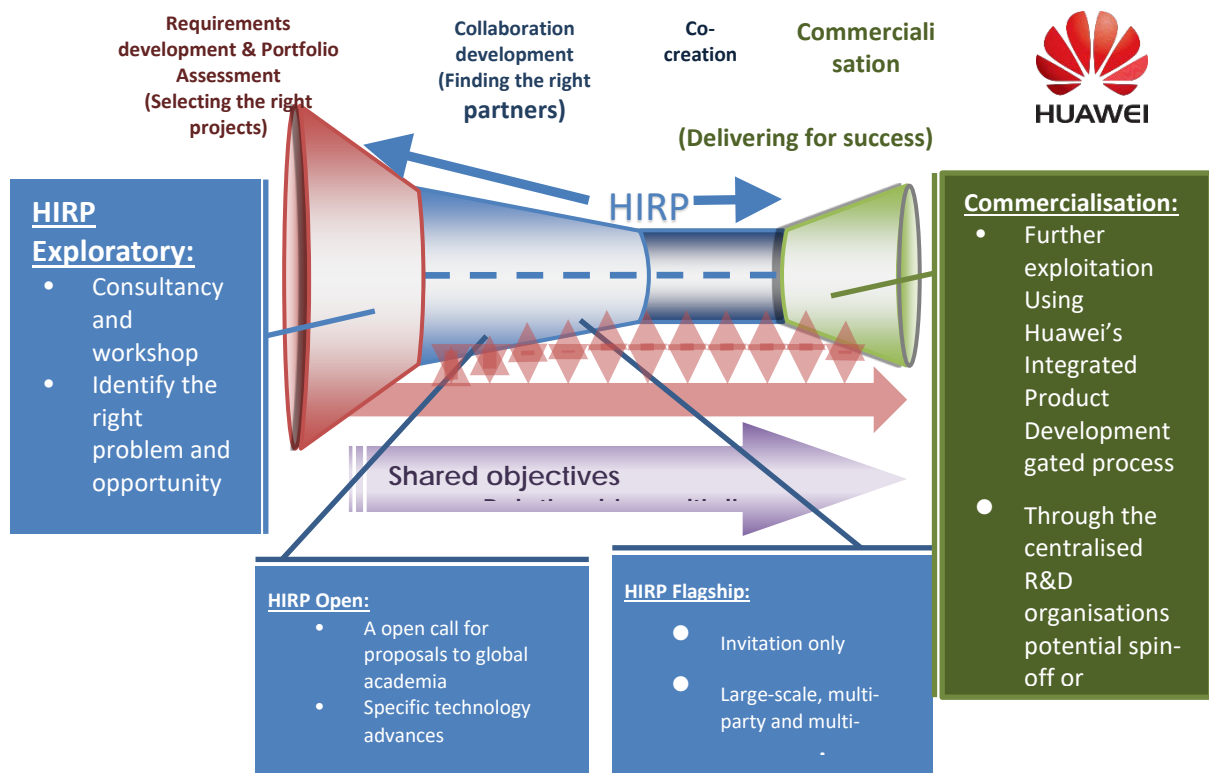 Requirements
development & Portfolio
Assessment
(Selecting the right
projects)
Collaboration
development
(Finding the right
partners)
Co-
creation
Commerciali
sation
(Delivering for success)
HUAWEI
HIRP
HIRP
Exploratory:
• Consultancy
and
workshop
• Identify the
right
problem and
opportunity
Shared objectives
HIRP Open:
• A open call for
proposals to global
academia
• Specific technology
advances
HIRP Flagship:
• Invitation only
• Large-scale, multi-
party and multi-
Commercialisation:
• Further
exploitation
Using
Huawei’s
Integrated
Product
Development
gated process
• Through the
centralised
R&D
organisations
potential spin-
off or